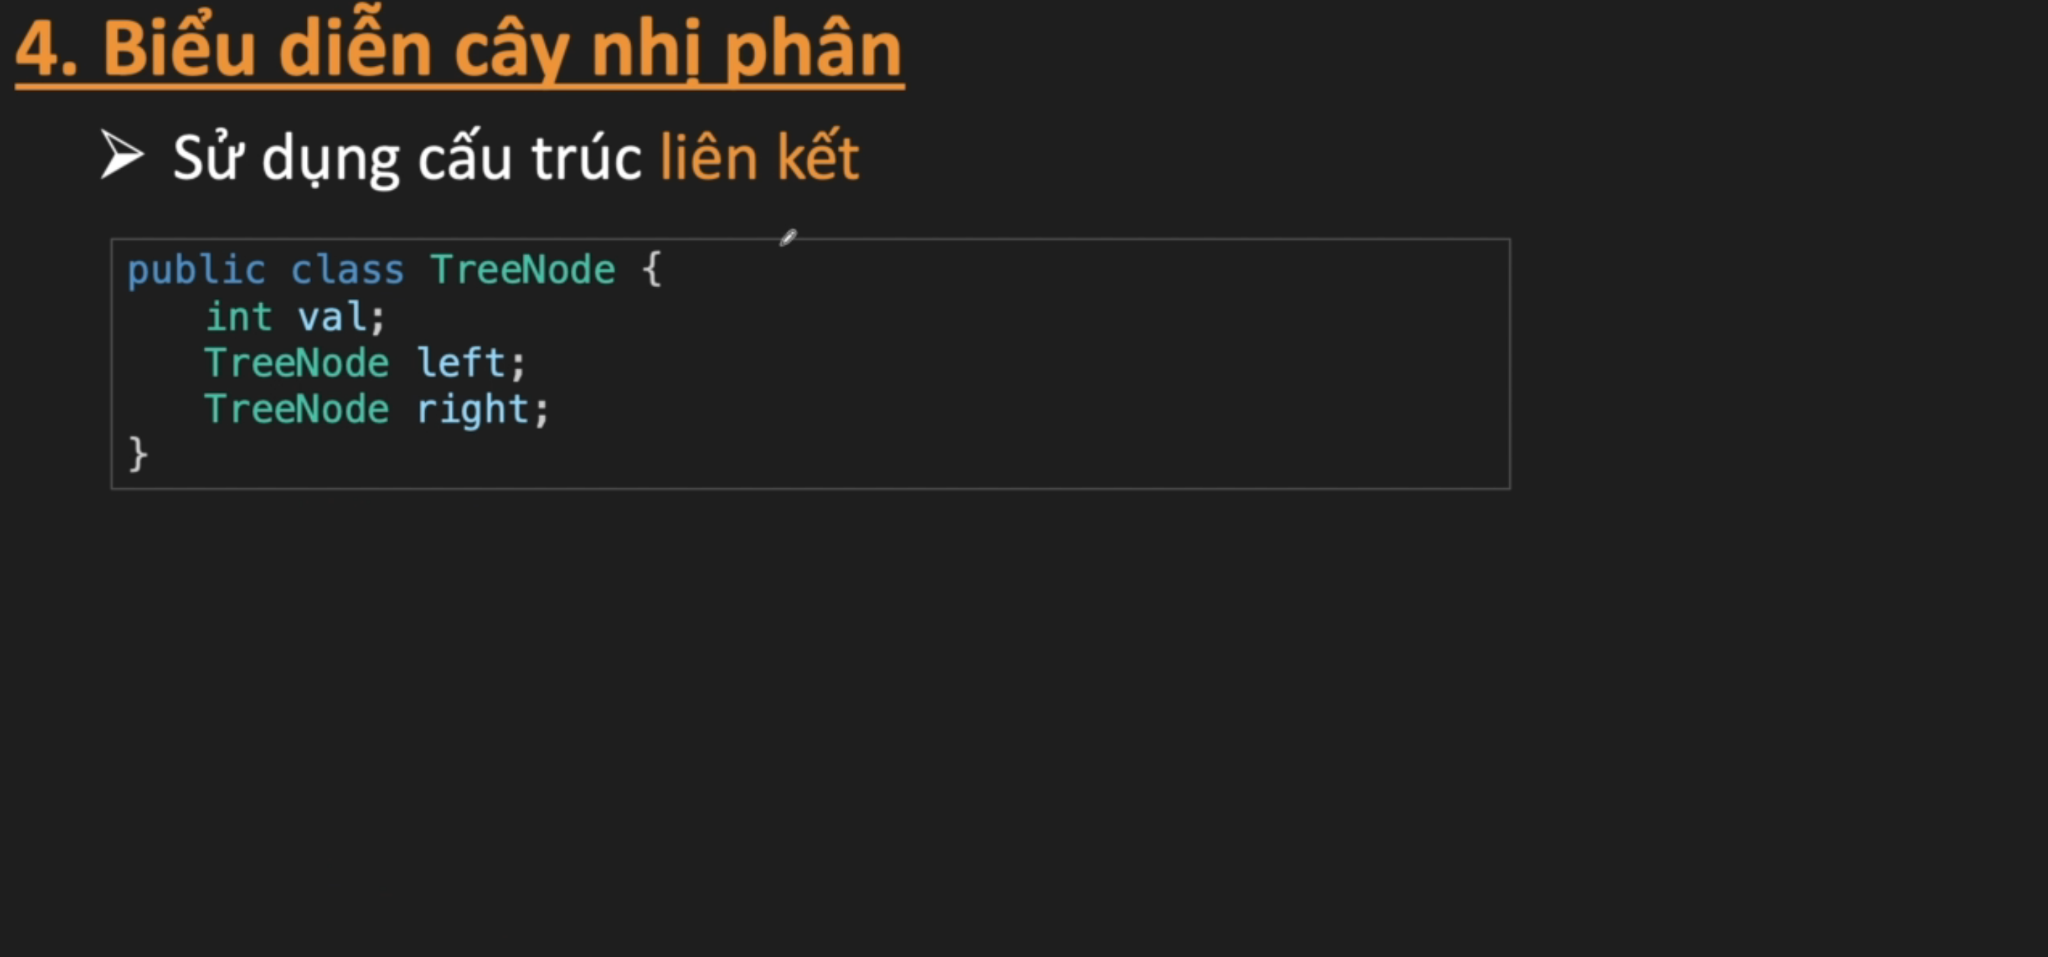 4. Biểu diễn cây nhị phân
➢ Sử dụng cấu trúc liên kết
public class TreeNode {
    int val;
    TreeNode left;
    TreeNode right;
}